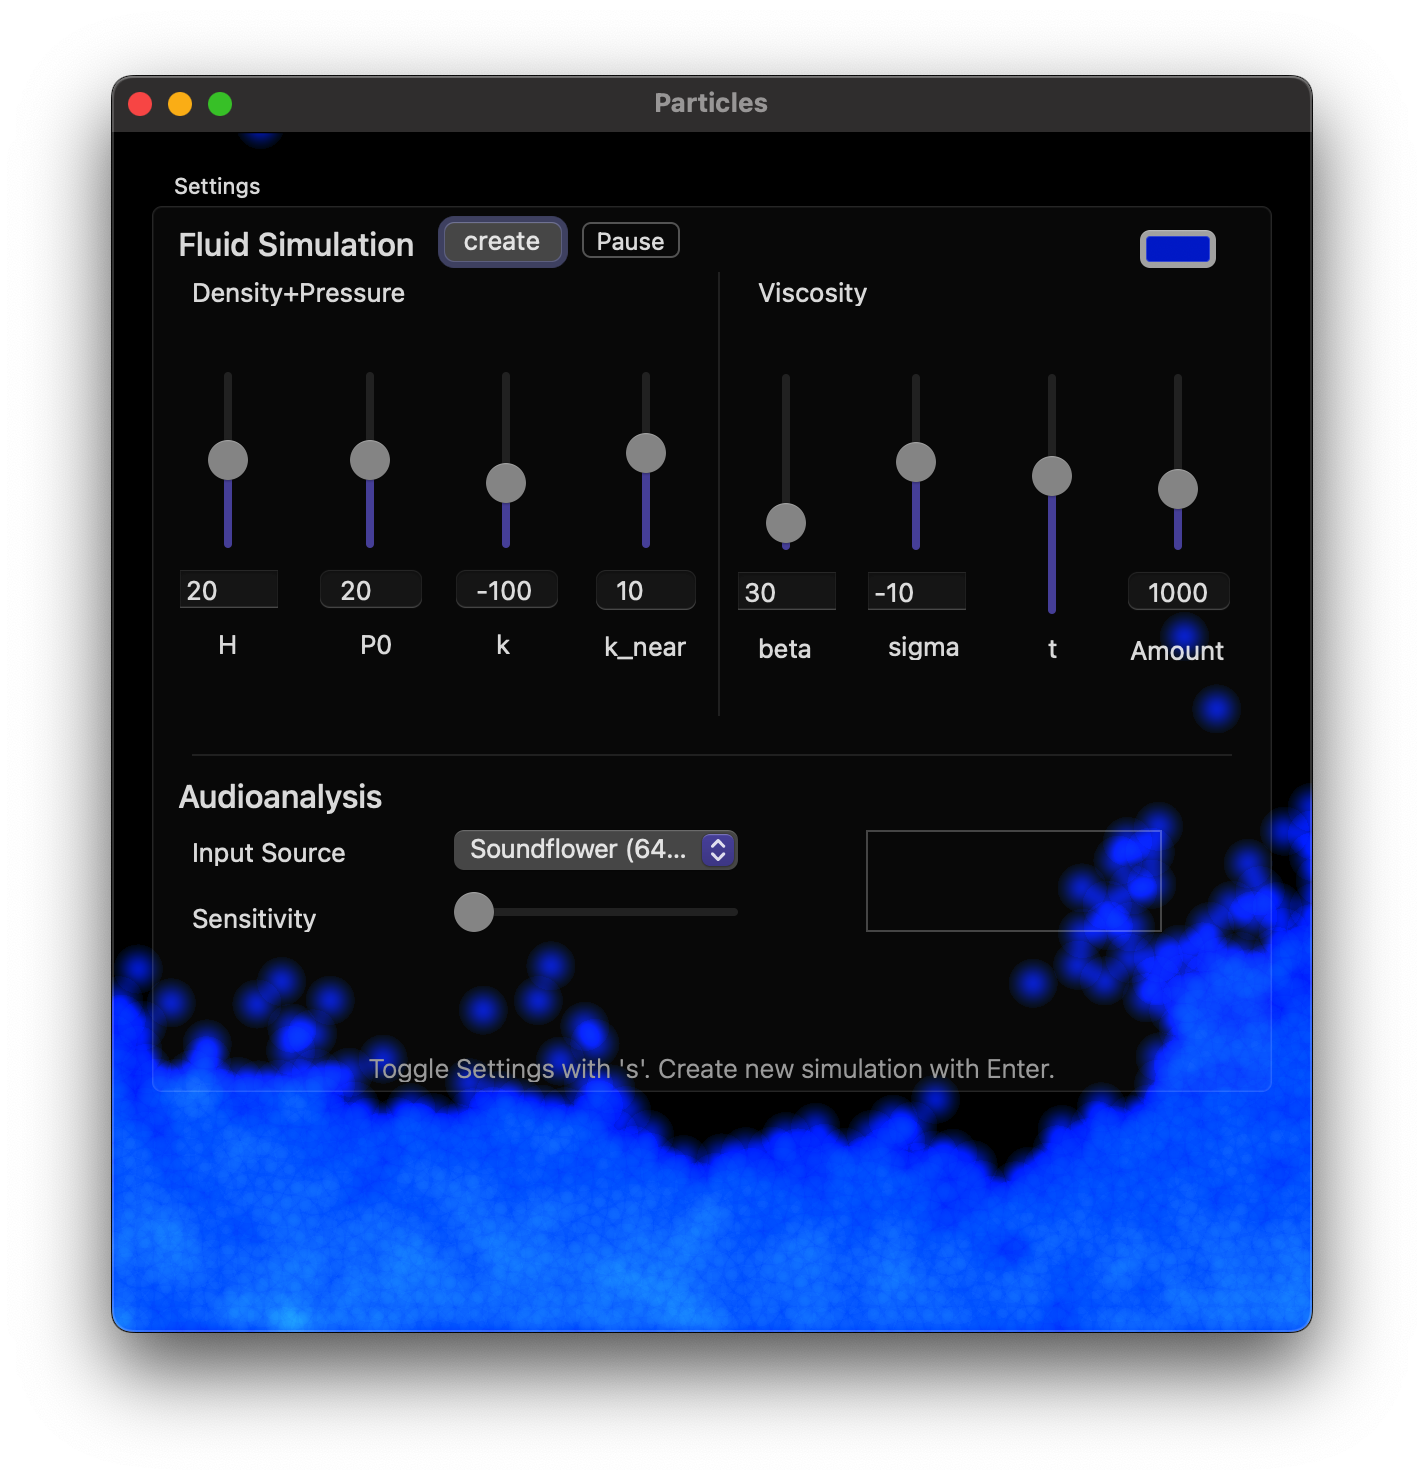 Particles
Settings
Fluid Simulation create Pause
Density+Pressure Viscosity
20 20 -100 10 30 -10 1000
H P0 k k_near beta sigma t Amount
Audioanalysis
Input Source Soundflower (64...
Sensitivity
Toggle Settings with 's'. Create new simulation with Enter.